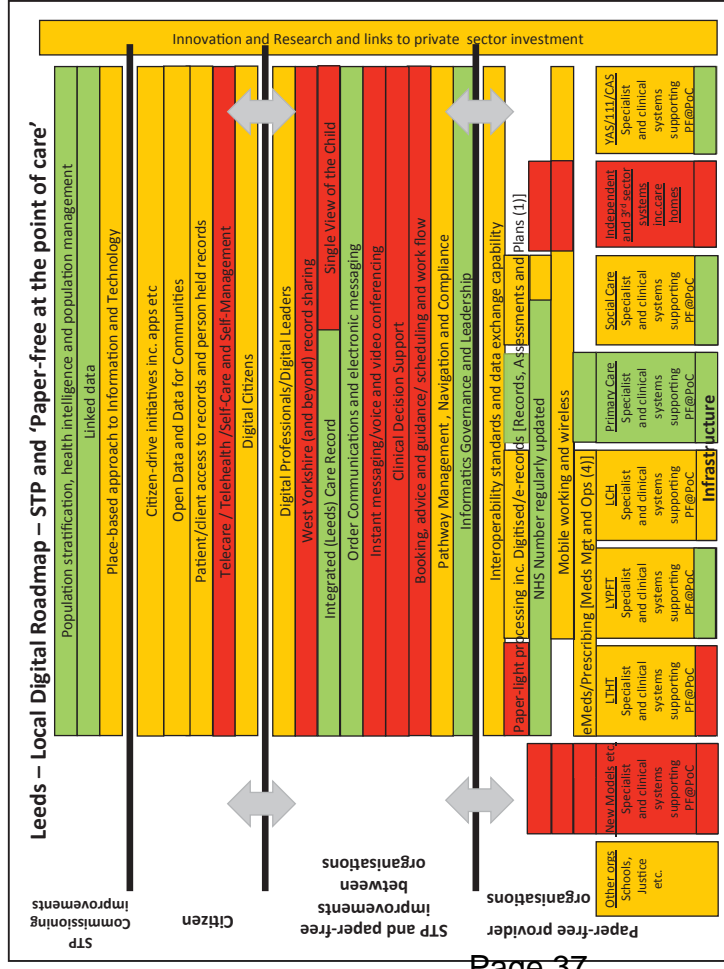 Leeds – Local Digital Roadmap – STP and ‘Paper-free at the point of care’
Innovation and Research and links to private sector investment
STP
Commissioning
improvements
Population stratification, health intelligence and population management
Linked data
Place-based approach to Information and Technology
Citizen
Citizen-drive initiatives inc. apps etc
Open Data and Data for Communities
Patient/client access to records and person held records
Telecare / Telehealth /Self-Care and Self-Management
Digital Citizens
STP and paper-free
improvements
between
organisations
Digital Professionals/Digital Leaders
West Yorkshire (and beyond) record sharing
Integrated (Leeds) Care Record
Single View of the Child
Order Communications and electronic messaging
Instant messaging/voice and video conferencing
Clinical Decision Support
Booking, advice and guidance/ scheduling and work flow
Pathway Management , Navigation and Compliance
Informatics Governance and Leadership
Paper-free provider
organisations
Interoperability standards and data exchange capability
Paper-light processing inc. Digitised/e-records [Records, Assessments and Plans (1)]
NHS Number regularly updated
Mobile working and wireless
eMeds/Prescribing [Meds Mgt and Ops (4)]
Other orgs
Schools,
Justice
etc.
New Models etc
Specialist
and clinical
systems
supporting
PF@PoC
LTHT
Specialist
and clinical
systems
supporting
PF@PoC
LYPFT
Specialist
and clinical
systems
supporting
PF@PoC
LCH
Specialist
and clinical
systems
supporting
PF@PoC
Primary Care
Specialist
and clinical
systems
supporting
PF@PoC
Social Care
Specialist
and clinical
systems
supporting
PF@PoC
Independent
and 3rd sector
systems
inc.care
homes
YAS/111/CAS
Specialist
and clinical
systems
supporting
PF@PoC
Infrastructure
Page 37